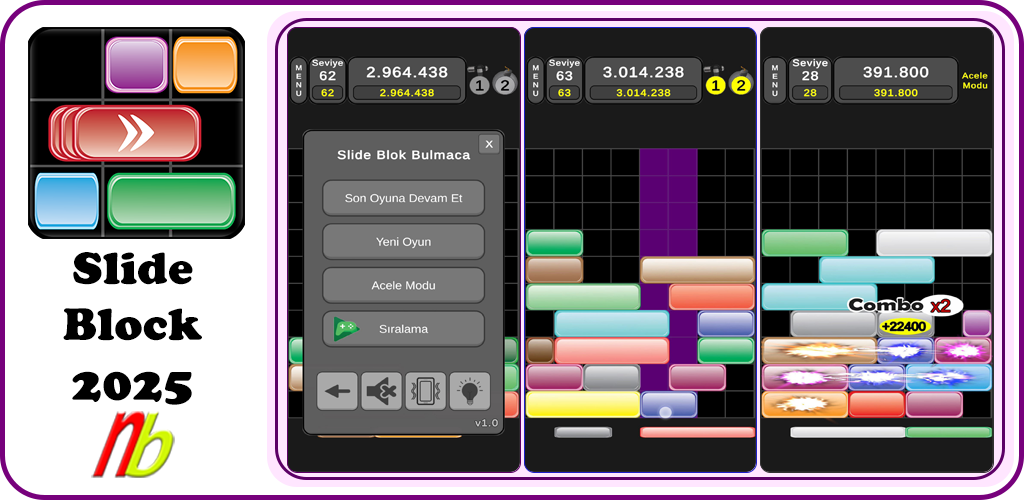 Slide
Block
2025
nb
MENU
Seviye
62
62
2.964.438
2.964.438
1
2
Slide Blok Bulmaca
X
Son Oyuna Devam Et
Yeni Oyun
Acele Modu
Sıralama
v1.0
MENU
Seviye
63
63
3.014.238
3.014.238
1
2
MENU
Seviye
28
28
391.800
391.800
Acele
Modu
Combo x2
+22400